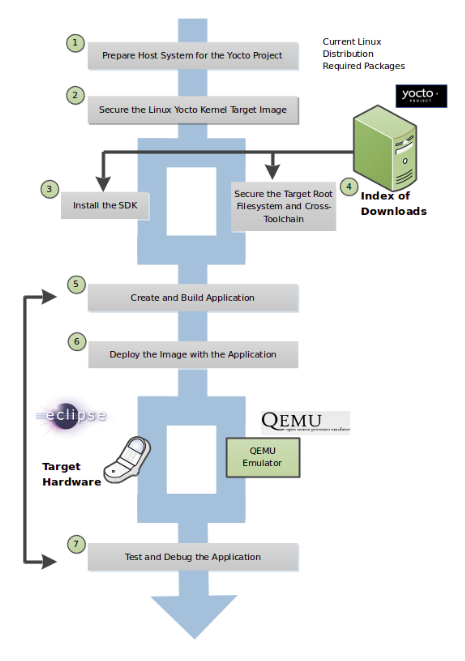 1
Prepare Host System for the Yocto Project
Current Linux
Distribution
Required Packages
2
Secure the Linux Yocto Kernel Target Image
yocto
PROJECT
3
Install the SDK
Secure the Target Root
Filesystem and Cross-
Toolchain
4
Index of
Downloads
5
Create and Build Application
6
Deploy the Image with the Application
eclipse
QEMU
open source processor emulator
Target
Hardware
QEMU
Emulator
7
Test and Debug the Application